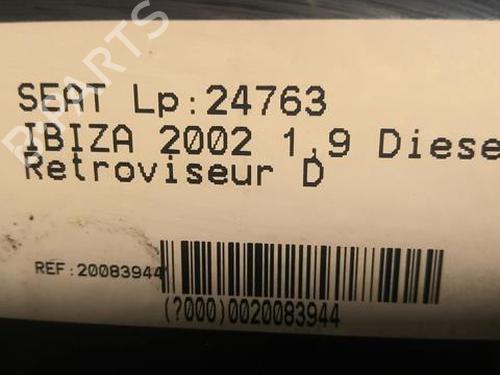 SEAT Lp:24763
IBIZA 2002 1,9 Diese
Retroviseur D
REF:20083944
(?000)0020083944